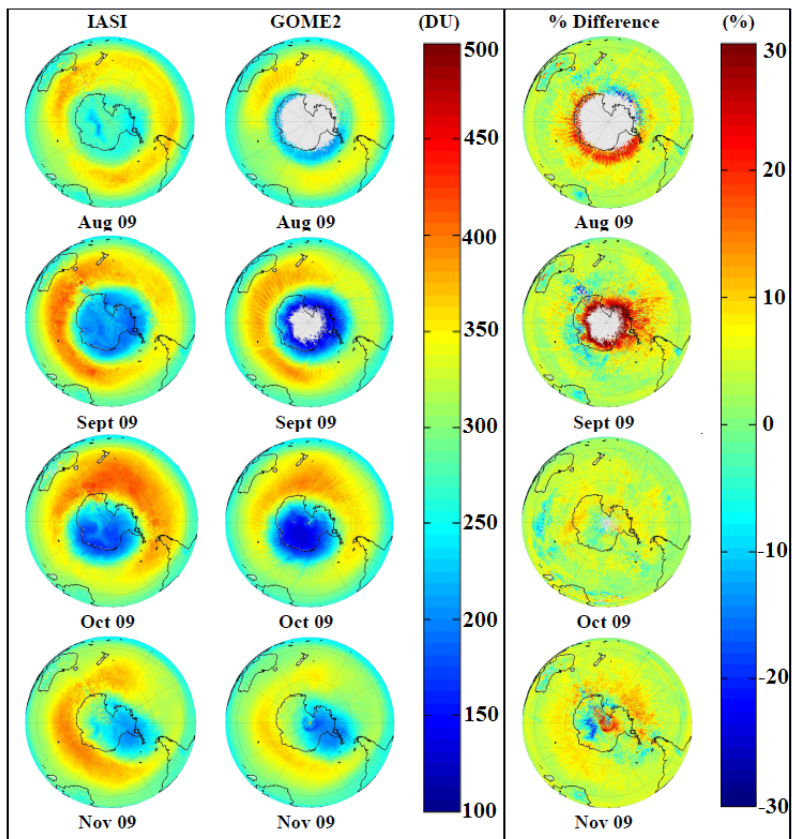 IASI GOME2 (DU) % Difference (%)
500 30
Aug 09 Aug 09 Aug 09
450 20
400 10
350
Sept 09 Sept 09 Sept 09
300 0
250 -10
Oct 09 Oct 09 Oct 09
200 -20
150
100 -30
Nov 09 Nov 09 Nov 09